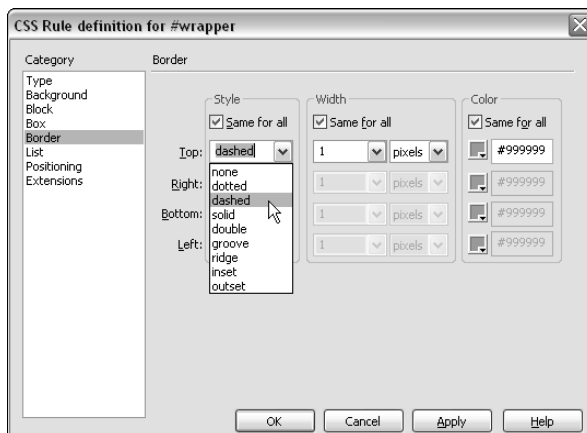 CSS Rule definition for #wrapper
Category
Border
Type
Background
Block
Box
Border
List
Positioning
Extensions
Style
Width
Color
Same for all
Same for all
Same for all
Top:
dashed
1
pixels
#999999
none
dotted
dashed
solid
double
groove
ridge
inset
outset
Right:
1
pixels
#999999
Bottom:
1
pixels
#999999
Left:
1
pixels
#999999
OK
Cancel
Apply
Help